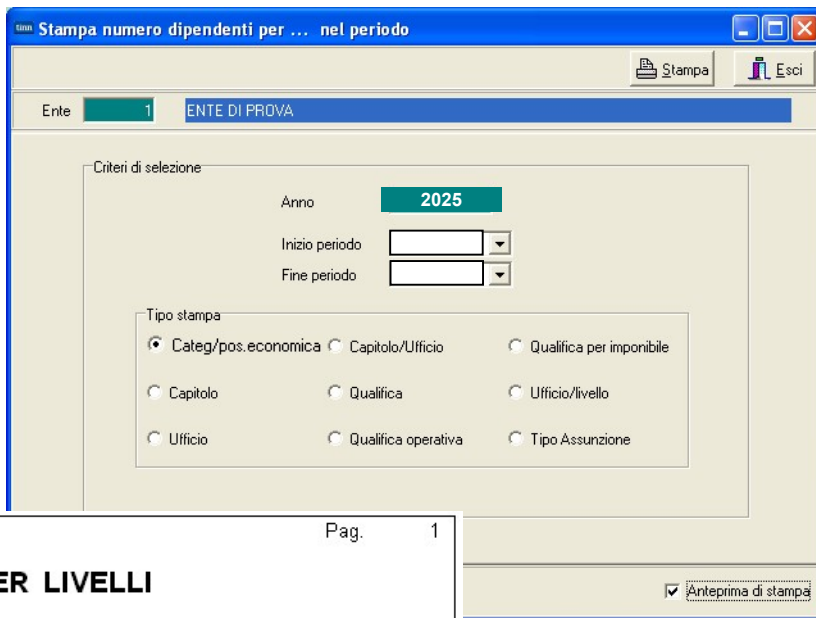 tinn Stampa numero dipendenti per ... nel periodo
Stampa Esci
Ente 1 ENTE DI PROVA
Criteri di selezione
Anno 2025
Inizio periodo
Fine periodo
Tipo stampa
Categ/pos.economica Capitolo/Ufficio Qualifica per imponibile
Capitolo Qualifica Ufficio/livello
Ufficio Qualifica operativa Tipo Assunzione
Pag. 1
ER LIVELLI
Anteprima di stampa